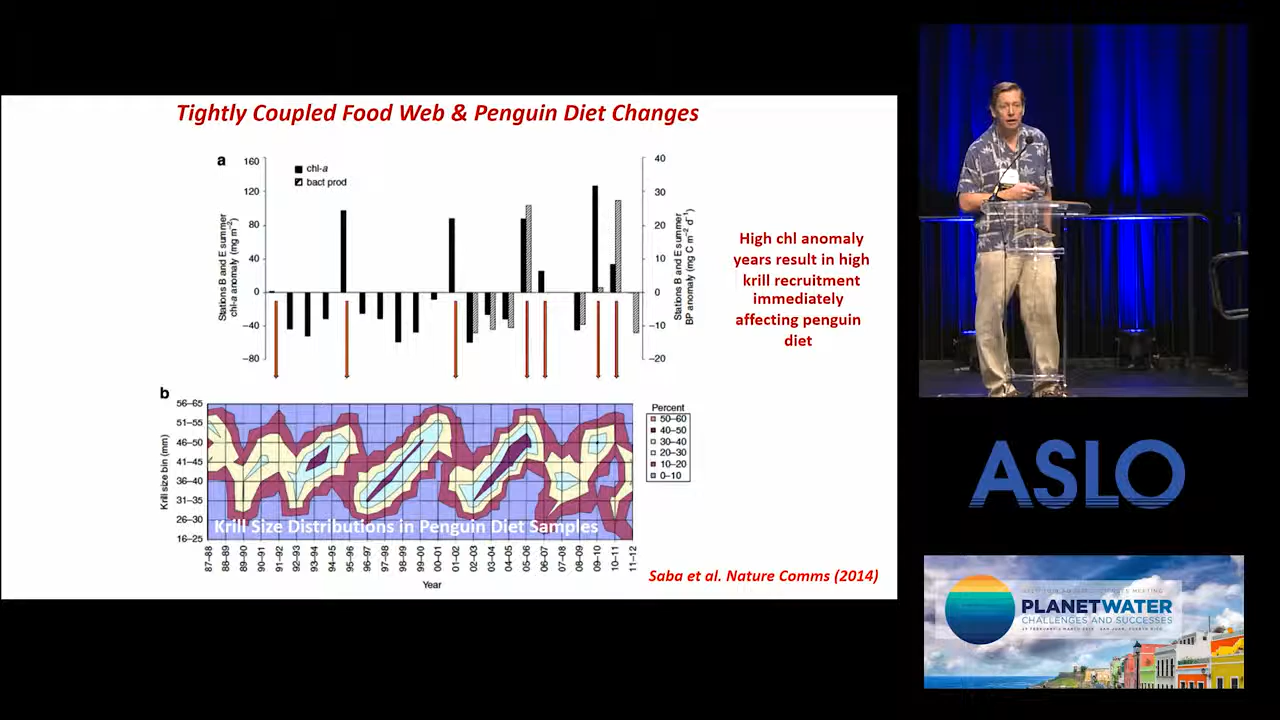 Tightly Coupled Food Web & Penguin Diet Changes
a
160
120
80
40
0
−40
−80
Stations B and E summer
chl-a anomaly (mg m−2)
chl-a
bact prod
40
30
20
10
0
−10
−20
Stations B and E summer
BP anomaly (mg C m−2 d−1)
High chl anomaly
years result in high
krill recruitment
immediately
affecting penguin
diet
b
56–65
51–55
46–50
41–45
36–40
31–35
26–30
16–25
Krill size bin (mm)
Krill Size Distributions in Penguin Diet Samples
Percent
50–60
40–50
30–40
20–30
10–20
0–10
87–88
88–89
89–90
90–91
91–92
92–93
93–94
94–95
95–96
96–97
97–98
98–99
99–00
00–01
01–02
02–03
03–04
04–05
05–06
06–07
07–08
08–09
09–10
10–11
11–12
Year
Saba et al. Nature Comms (2014)
ASLO
PLANETWATER
CHALLENGES AND SUCCESSES